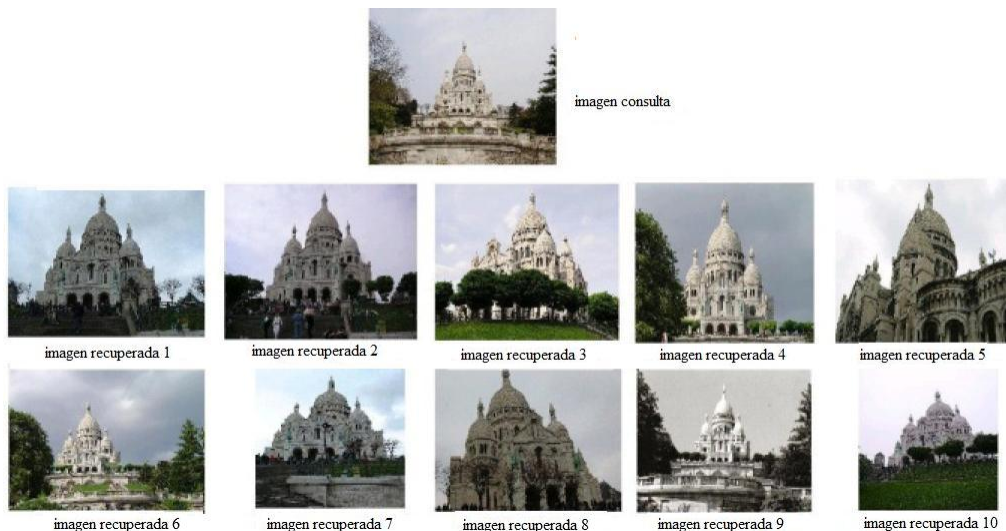 imagen consulta
imagen recuperada 1
imagen recuperada 2
imagen recuperada 3
imagen recuperada 4
imagen recuperada 5
imagen recuperada 6
imagen recuperada 7
imagen recuperada 8
imagen recuperada 9
imagen recuperada 10